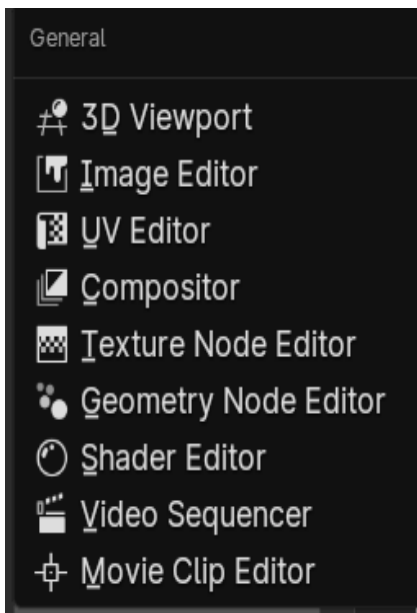 General
3D Viewport
Image Editor
UV Editor
Compositor
Texture Node Editor
Geometry Node Editor
Shader Editor
Video Sequencer
Movie Clip Editor